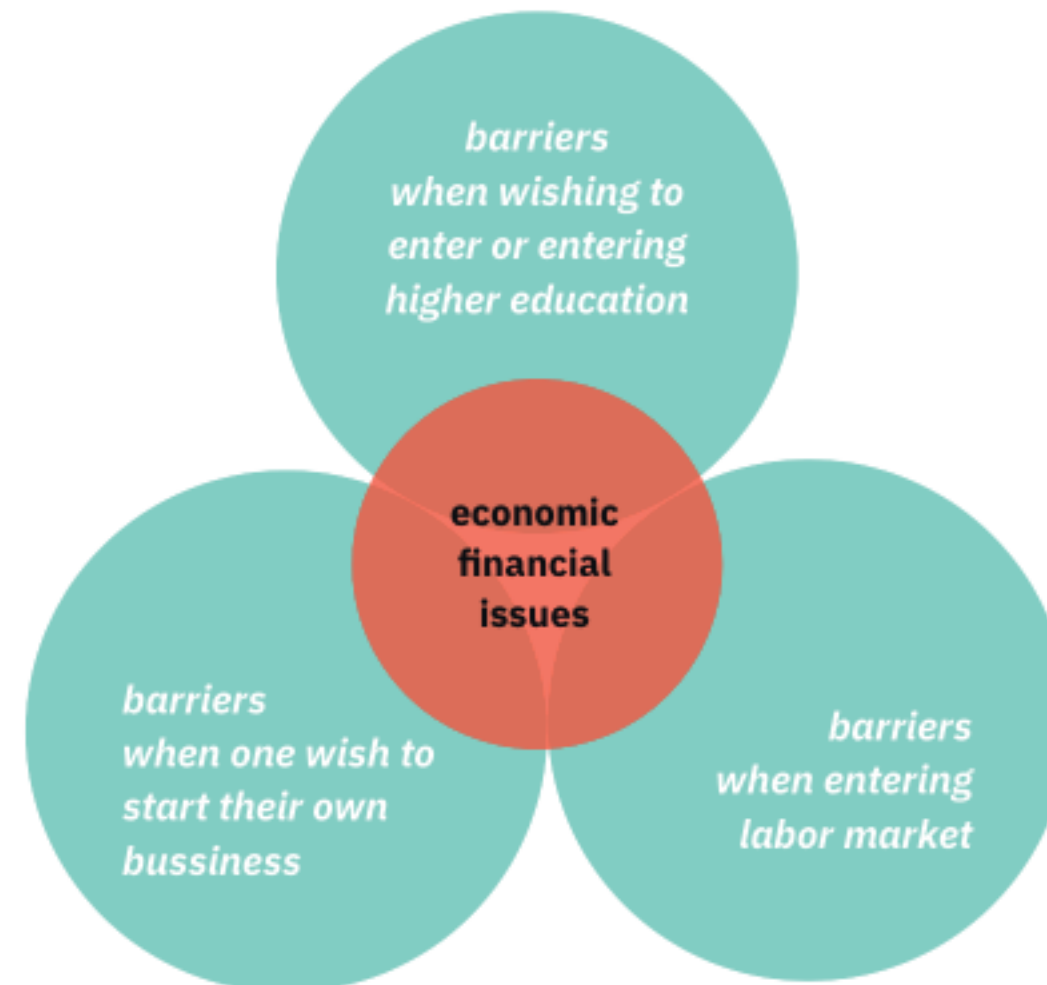 barriers
when wishing to
enter or entering
higher education
economic
financial
issues
barriers
when one wish to
start their own
bussiness
barriers
when entering
labor market